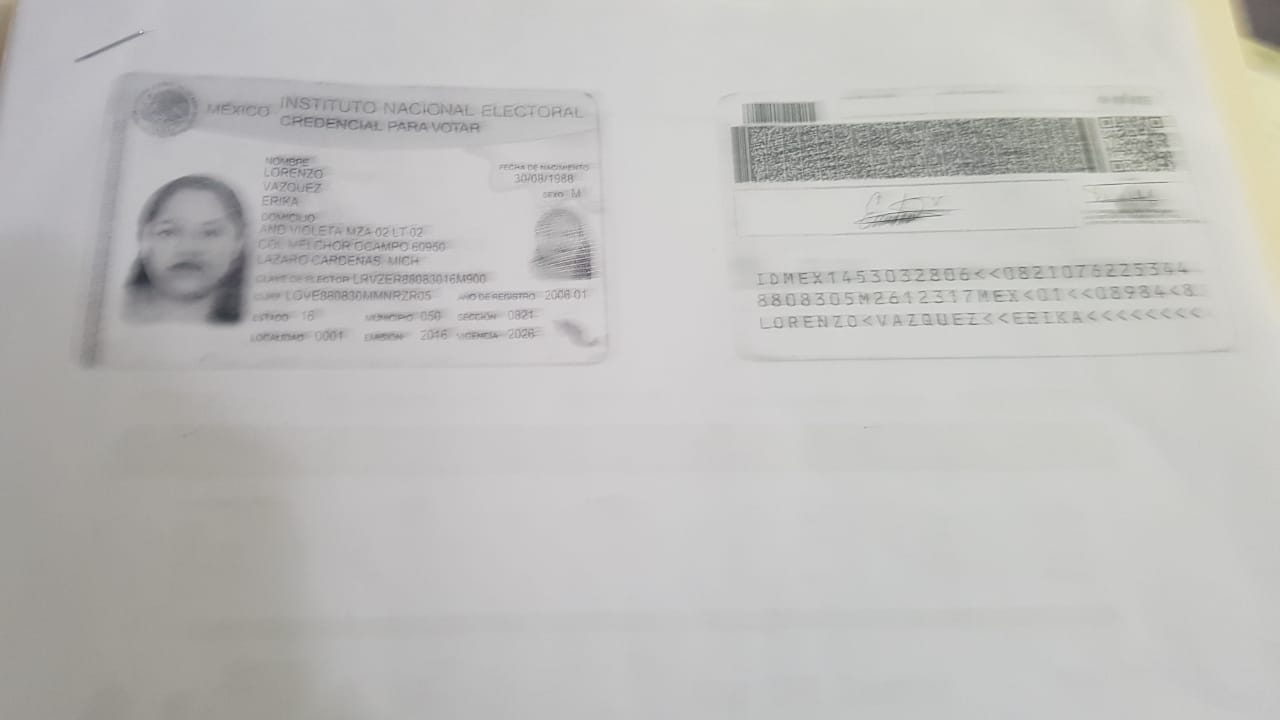 MÉXICO INSTITUTO NACIONAL ELECTORAL
CREDENCIAL PARA VOTAR
NOMBRE
LORENZO
VAZQUEZ
ERIKA
FECHA DE NACIMIENTO
30/08/1988
SEXO M
DOMICILIO
AND VIOLETA MZA 02 LT 02
COL MELCHOR OCAMPO 60950
LAZARO CARDENAS, MICH.
CLAVE DE ELECTOR LRVZER88083016M900
CURP LOVE880830MMNRZR05 AÑO DE REGISTRO 2006 01
ESTADO 16 MUNICIPIO 050 SECCIÓN 0821
LOCALIDAD 0001 EMISIÓN 2016 VIGENCIA 2026
IDMEX1453032806<<0821076225344
8808305M2612317MEX<01<<08984<8
LORENZO<VAZQUEZ<<ERIKA<<<<<<<<